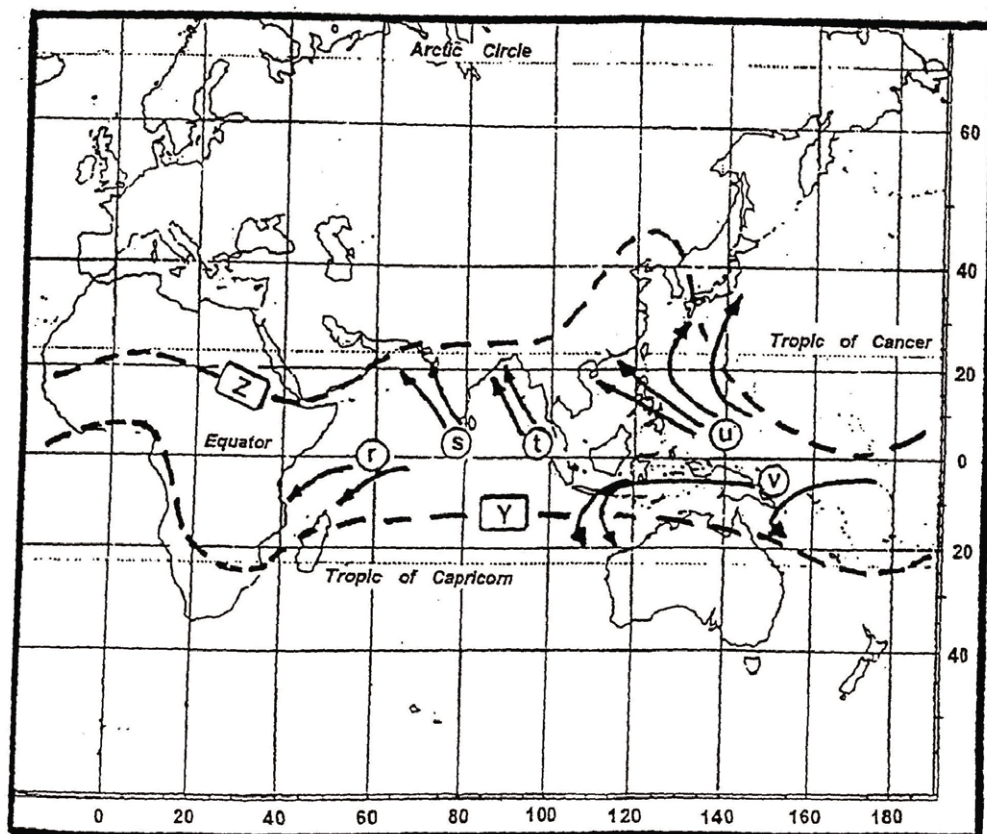 Arctic Circle
60
40
Tropic of Cancer
20
Z
Equator
r
s
t
u
0
v
Y
20
Tropic of Capricorn
40
0 20 40 60 80 100 120 140 160 180